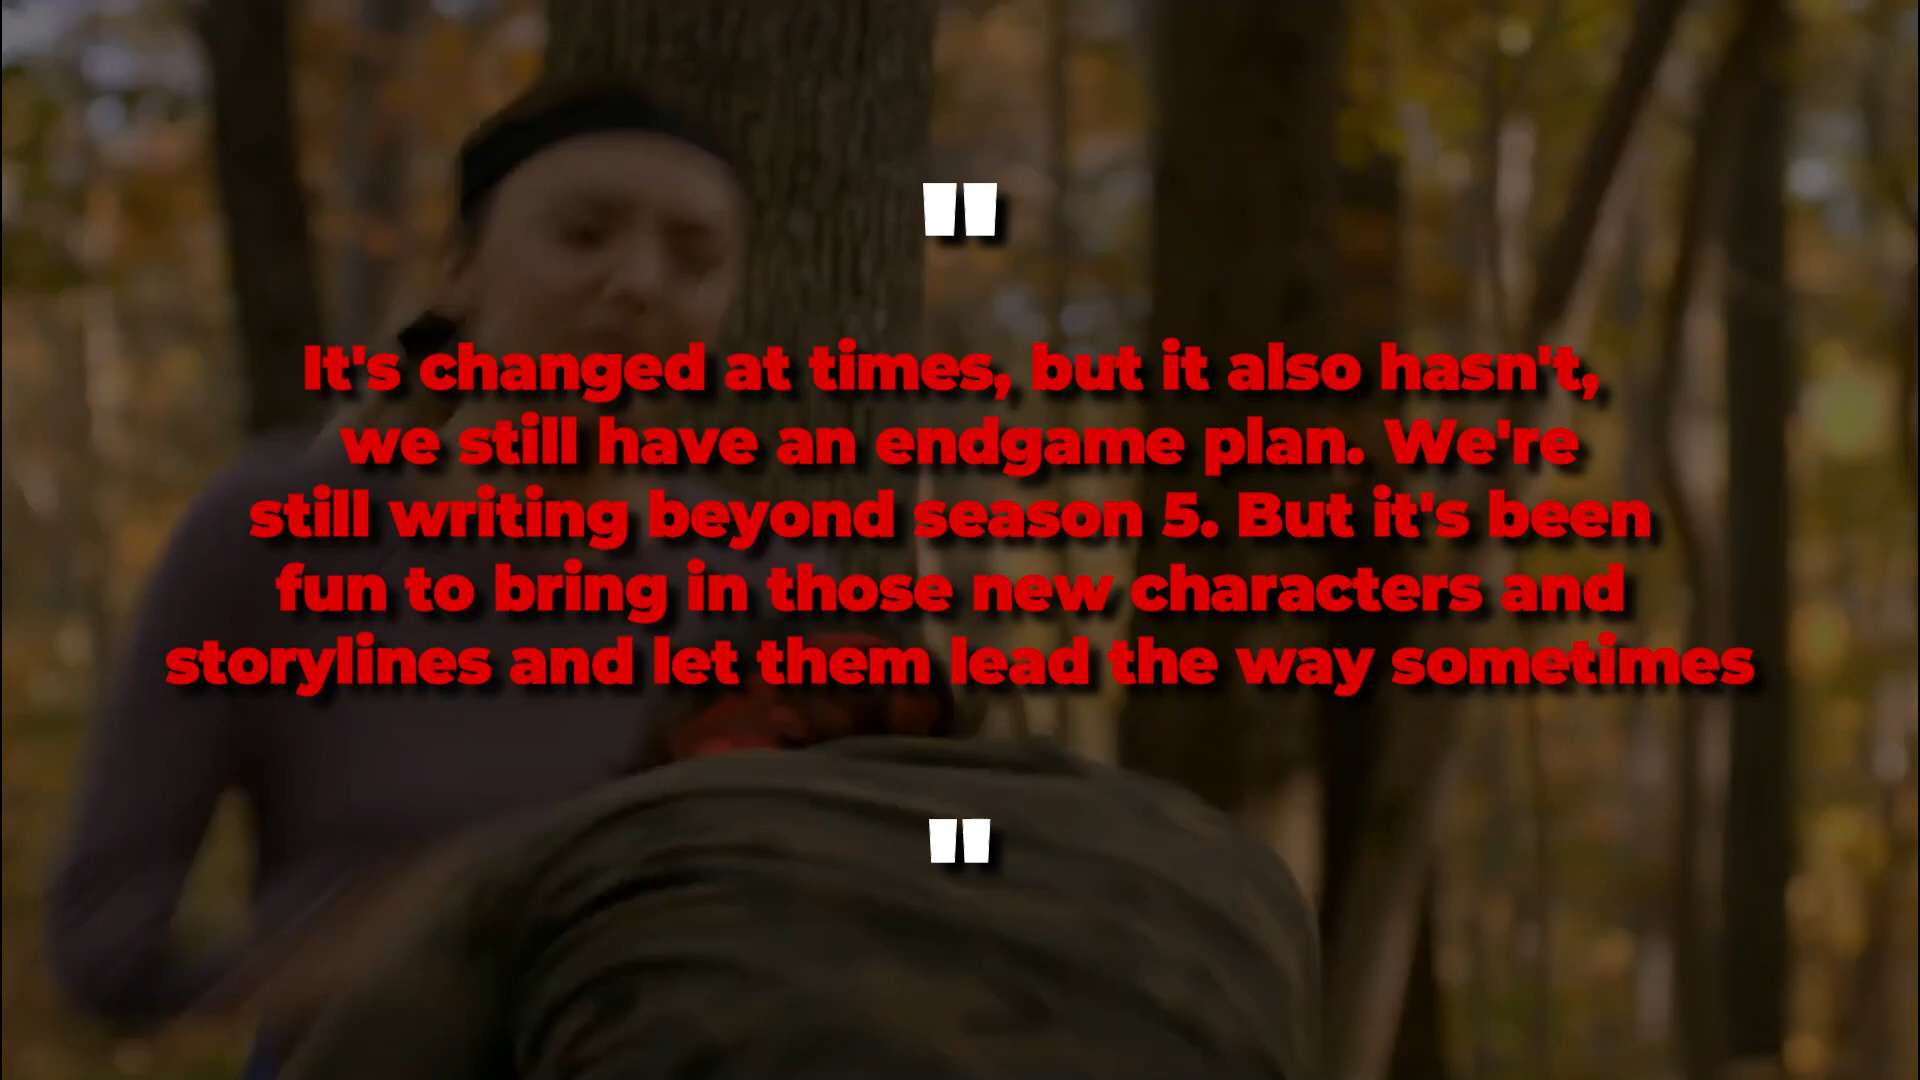 "
It's changed at times, but it also hasn't,
we still have an endgame plan. We're
still writing beyond season 5. But it's been
fun to bring in those new characters and
storylines and let them lead the way sometimes
"